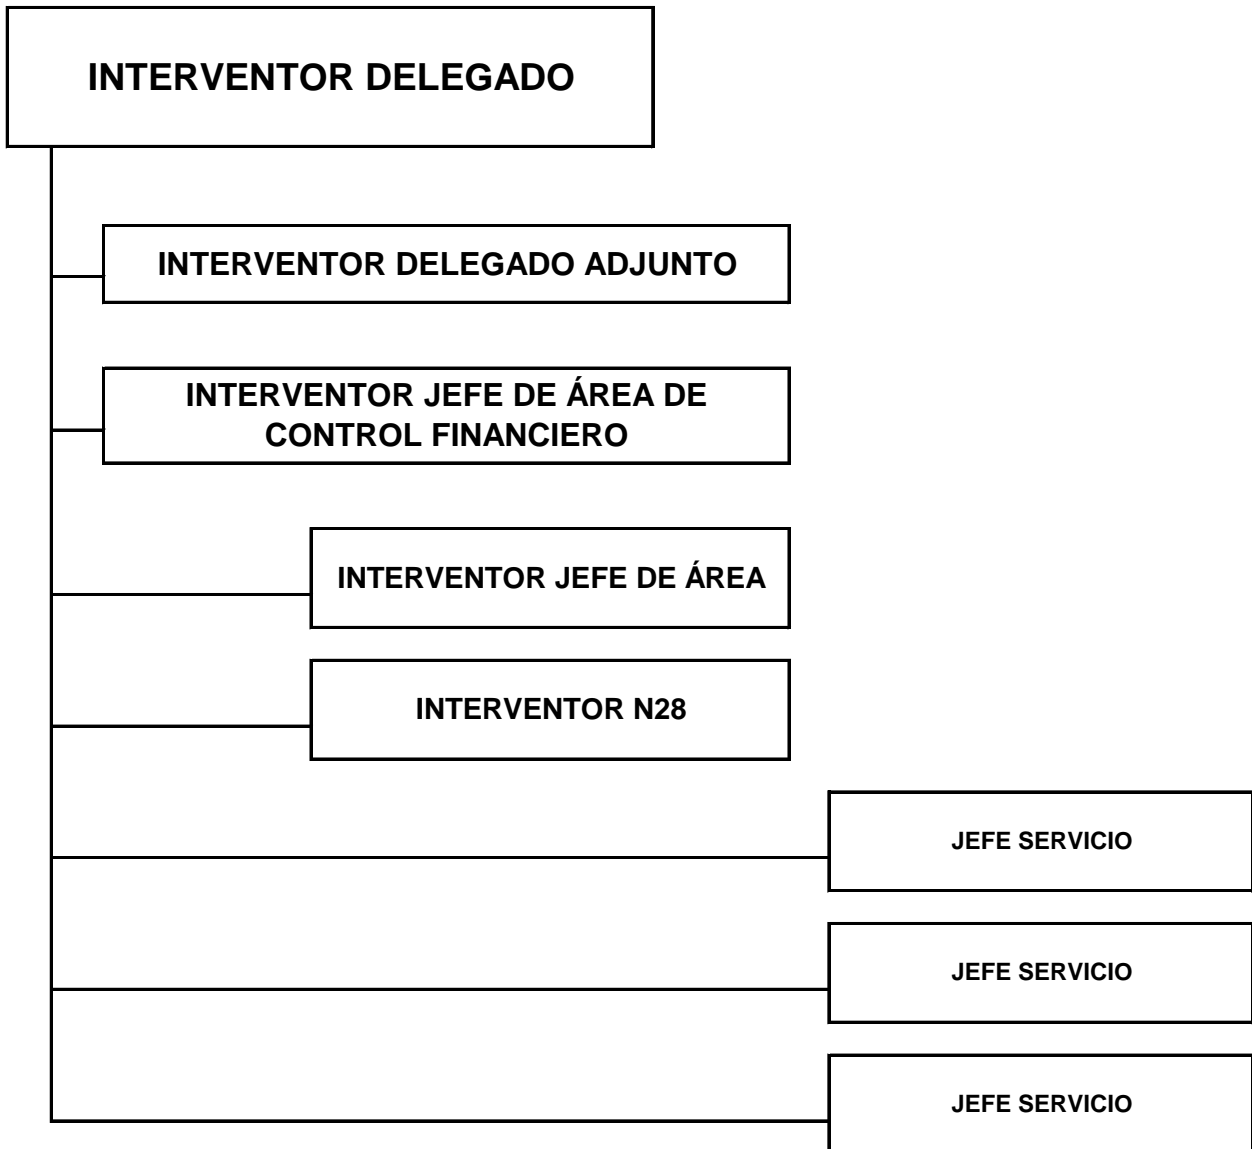 INTERVENTOR DELEGADO
INTERVENTOR DELEGADO ADJUNTO
INTERVENTOR JEFE DE ÁREA DE
CONTROL FINANCIERO
INTERVENTOR JEFE DE ÁREA
INTERVENTOR N28
JEFE SERVICIO
JEFE SERVICIO
JEFE SERVICIO